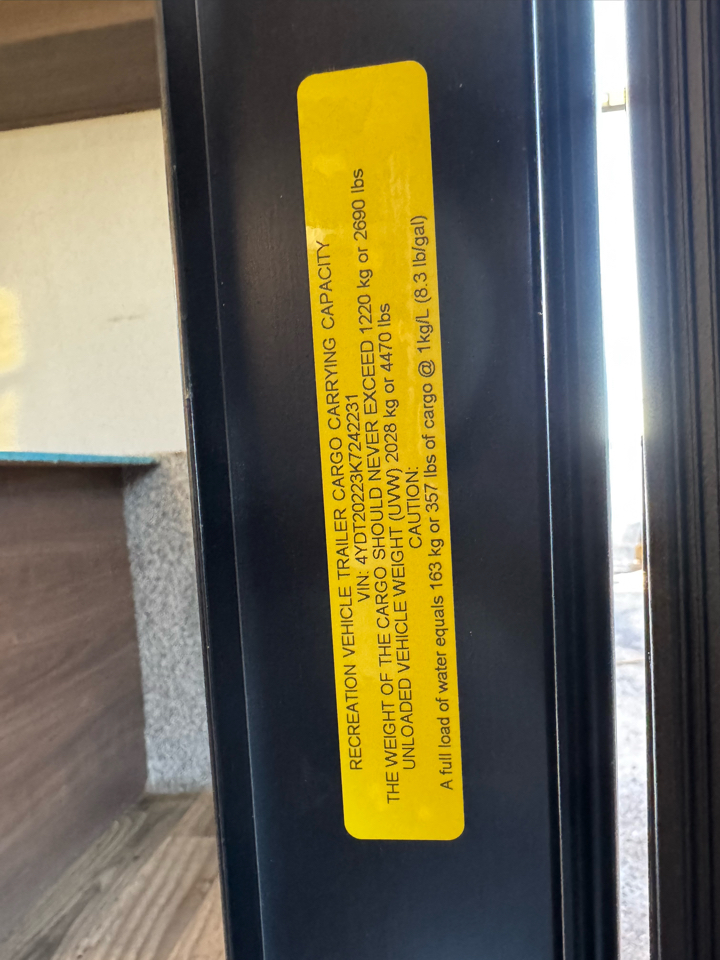 RECREATION VEHICLE TRAILER CARGO CARRYING CAPACITY
VIN: 4YDT20223K7242231
THE WEIGHT OF THE CARGO SHOULD NEVER EXCEED 1220 kg or 2690 lbs
UNLOADED VEHICLE WEIGHT (UVW) 2028 kg or 4470 lbs
CAUTION:
A full load of water equals 163 kg or 357 lbs of cargo @ 1kg/L (8.3 lb/gal)